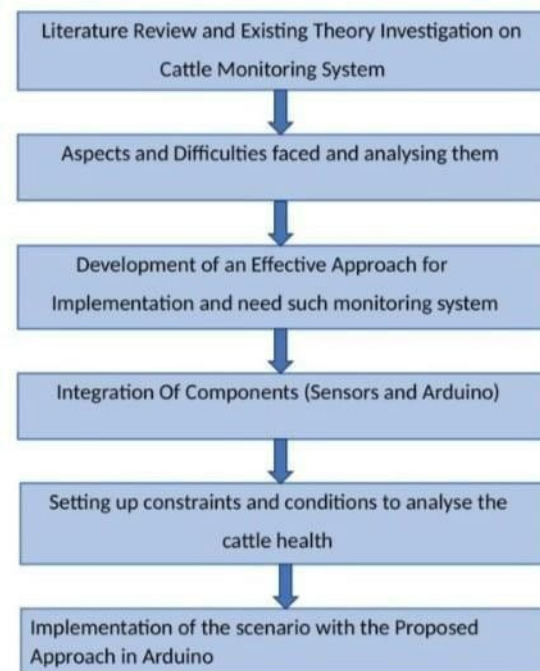 Literature Review and Existing Theory Investigation on
Cattle Monitoring System
Aspects and Difficulties faced and analysing them
Development of an Effective Approach for
Implementation and need such monitoring system
Integration Of Components (Sensors and Arduino)
Setting up constraints and conditions to analyse the
cattle health
Implementation of the scenario with the Proposed
Approach in Arduino